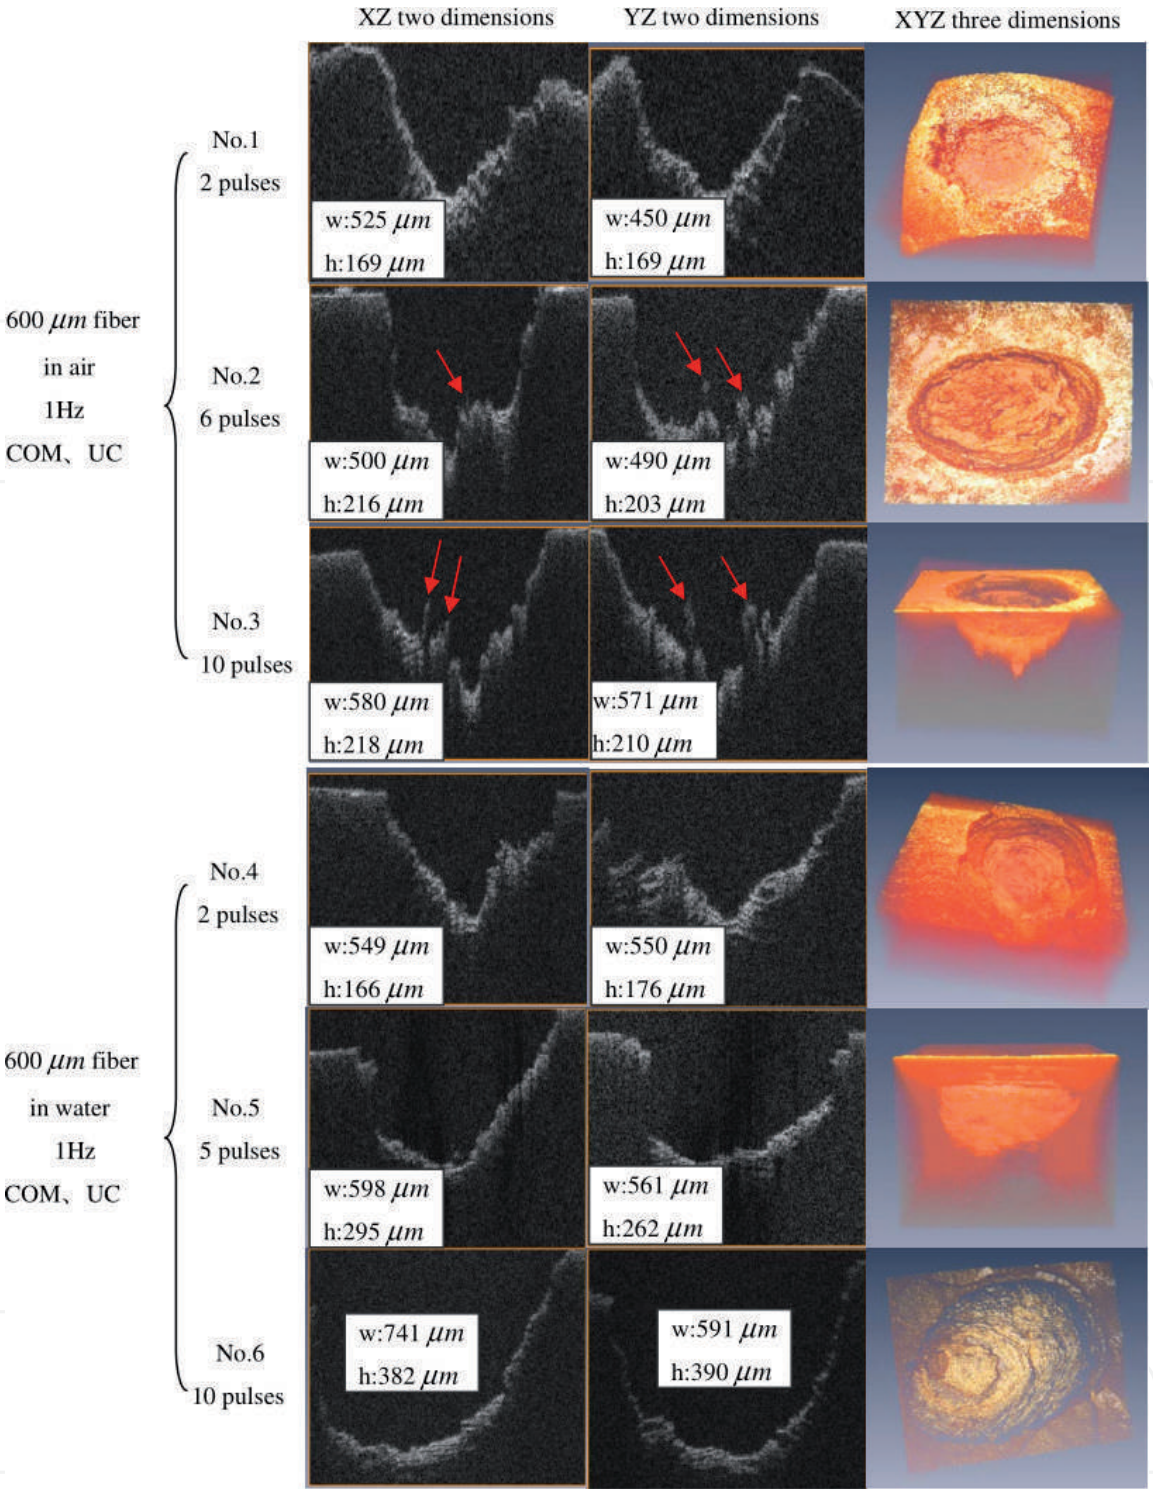 XZ two dimensions
YZ two dimensions
XYZ three dimensions
600 μm fiber
in air
1Hz
COM、UC
No.1
2 pulses
w:525 μm
h:169 μm
w:450 μm
h:169 μm
No.2
6 pulses
w:500 μm
h:216 μm
w:490 μm
h:203 μm
No.3
10 pulses
w:580 μm
h:218 μm
w:571 μm
h:210 μm
600 μm fiber
in water
1Hz
COM、UC
No.4
2 pulses
w:549 μm
h:166 μm
w:550 μm
h:176 μm
No.5
5 pulses
w:598 μm
h:295 μm
w:561 μm
h:262 μm
No.6
10 pulses
w:741 μm
h:382 μm
w:591 μm
h:390 μm